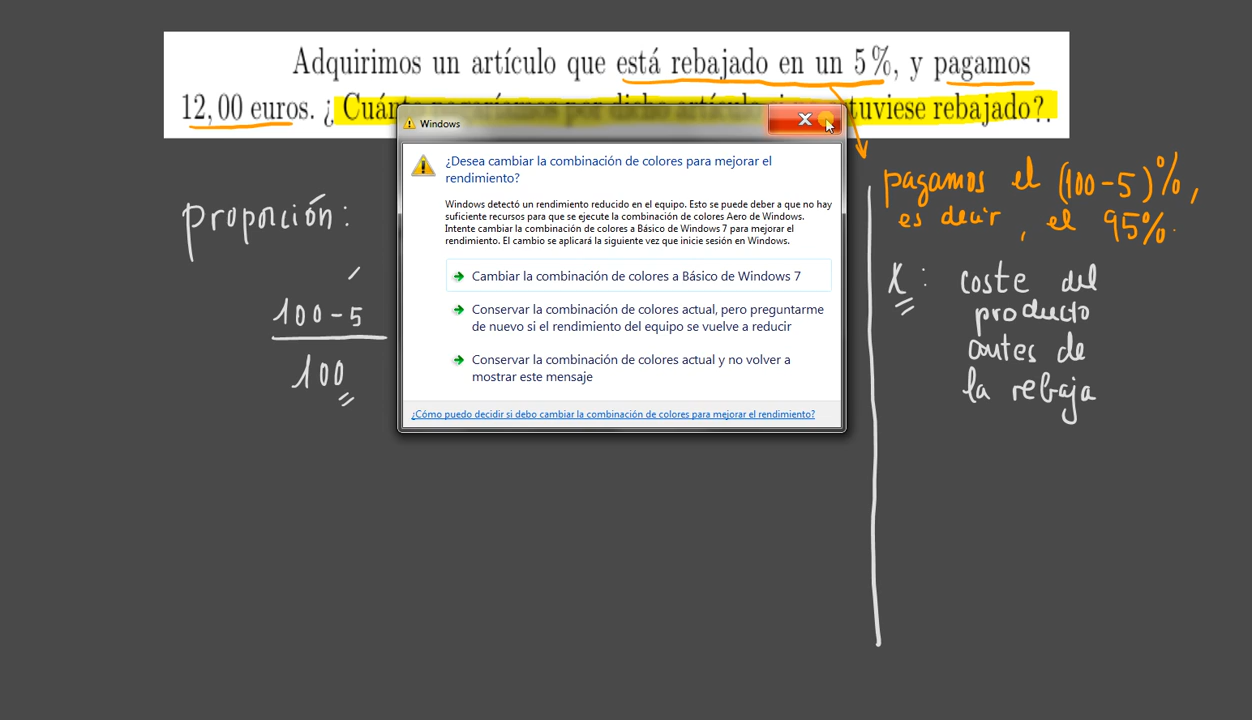 Adquirimos un artículo que está rebajado en un 5 %, y pagamos
12,00 euros. ¿ Cuánto pagaríamos por dicho artículo tuviese rebajado?.
Windows
¿Desea cambiar la combinación de colores para mejorar el
rendimiento?
Windows detectó un rendimiento reducido en el equipo. Esto se puede deber a que no hay
suficiente recursos para que se ejecute la combinación de colores Aero de Windows.
Intente cambiar la combinación de colores a Básico de Windows 7 para mejorar el
rendimiento. El cambio se aplicará la siguiente vez que inicie sesión en Windows.
Cambiar la combinación de colores a Básico de Windows 7
Conservar la combinación de colores actual, pero preguntarme
de nuevo si el rendimiento del equipo se vuelve a reducir
Conservar la combinación de colores actual y no volver a
mostrar este mensaje
¿Cómo puedo decidir si debo cambiar la combinación de colores para mejorar el rendimiento?
proporción:
100-5
100
pagamos el (100-5)%,
es decir, el 95%.
x: coste del
producto
antes de
la rebaja